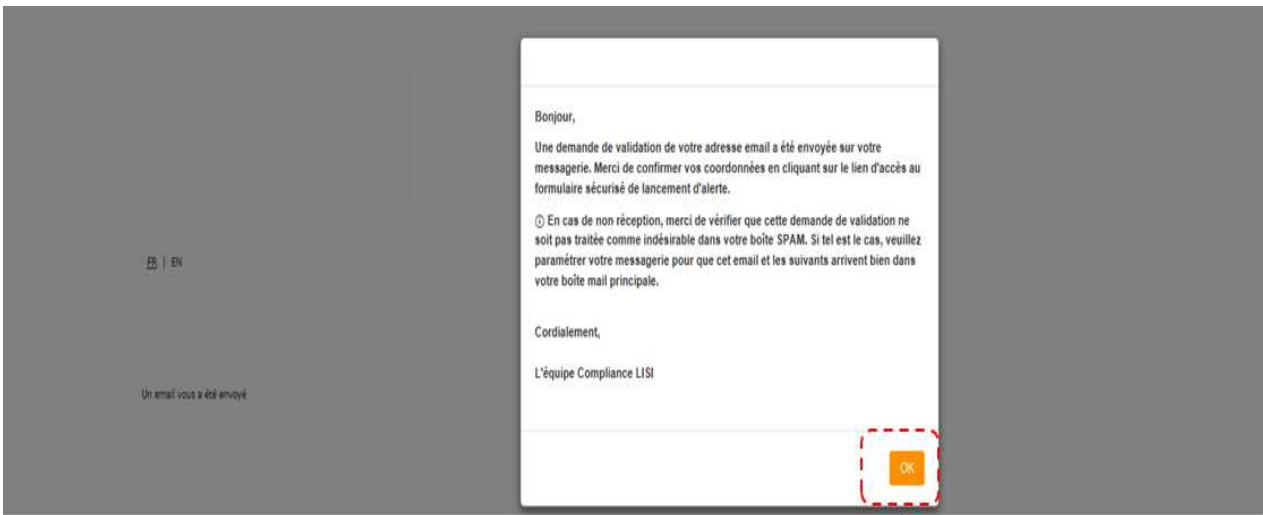 Bonjour,
Une demande de validation de votre adresse email a été envoyée sur votre
messagerie. Merci de confirmer vos coordonnées en cliquant sur le lien d'accès au
formulaire sécurisé de lancement d'alerte.
ⓘ En cas de non réception, merci de vérifier que cette demande de validation ne
soit pas traitée comme indésirable dans votre boîte SPAM. Si tel est le cas, veuillez
paramétrer votre messagerie pour que cet email et les suivants arrivent bien dans
votre boîte mail principale.
FR | EN
Cordialement,
L'équipe Compliance LISI
Un email vous a été envoyé
OK